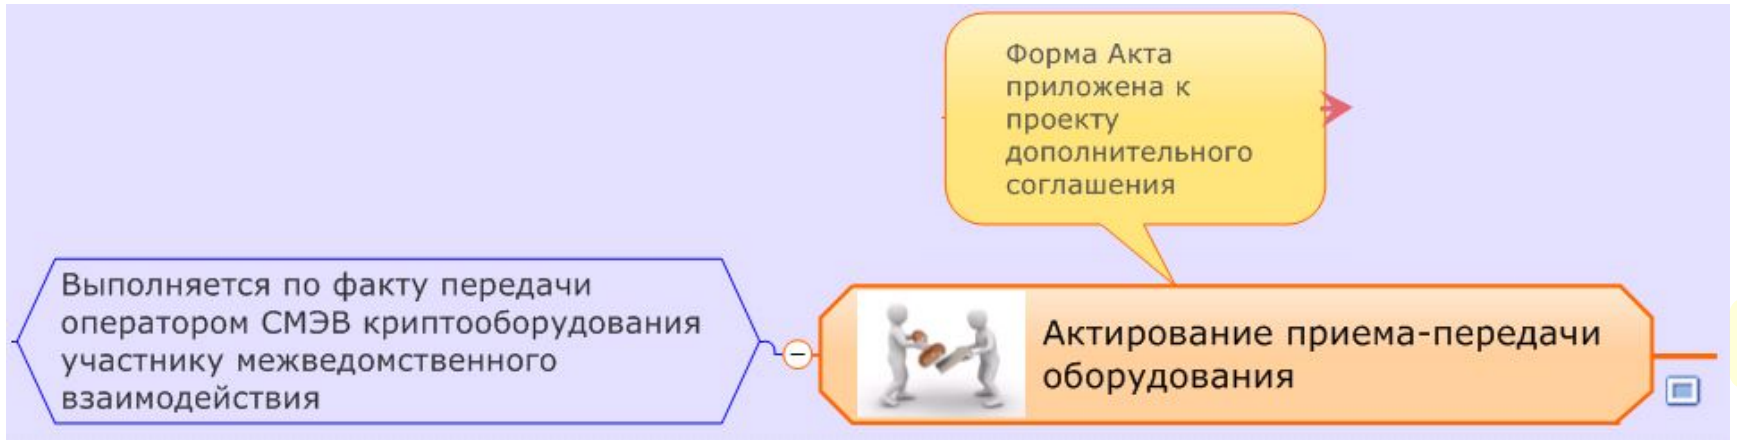 Форма Акта
приложена к
проекту
дополнительного
соглашения
Выполняется по факту передачи
оператором СМЭВ криптооборудования
участнику межведомственного
взаимодействия
Актирование приема-передачи
оборудования